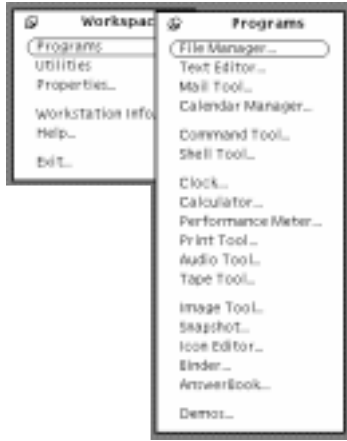 Workspac
Programs
Utilities
Properties...
Workstation Info
Help...
Exit...
Programs
File Manager...
Text Editor...
Mail Tool...
Calendar Manager...
Command Tool...
Shell Tool...
Clock...
Calculator...
Performance Meter...
Print Tool...
Audio Tool...
Tape Tool...
Image Tool...
Snapshot...
Icon Editor...
Binder...
AnswerBook...
Demos...